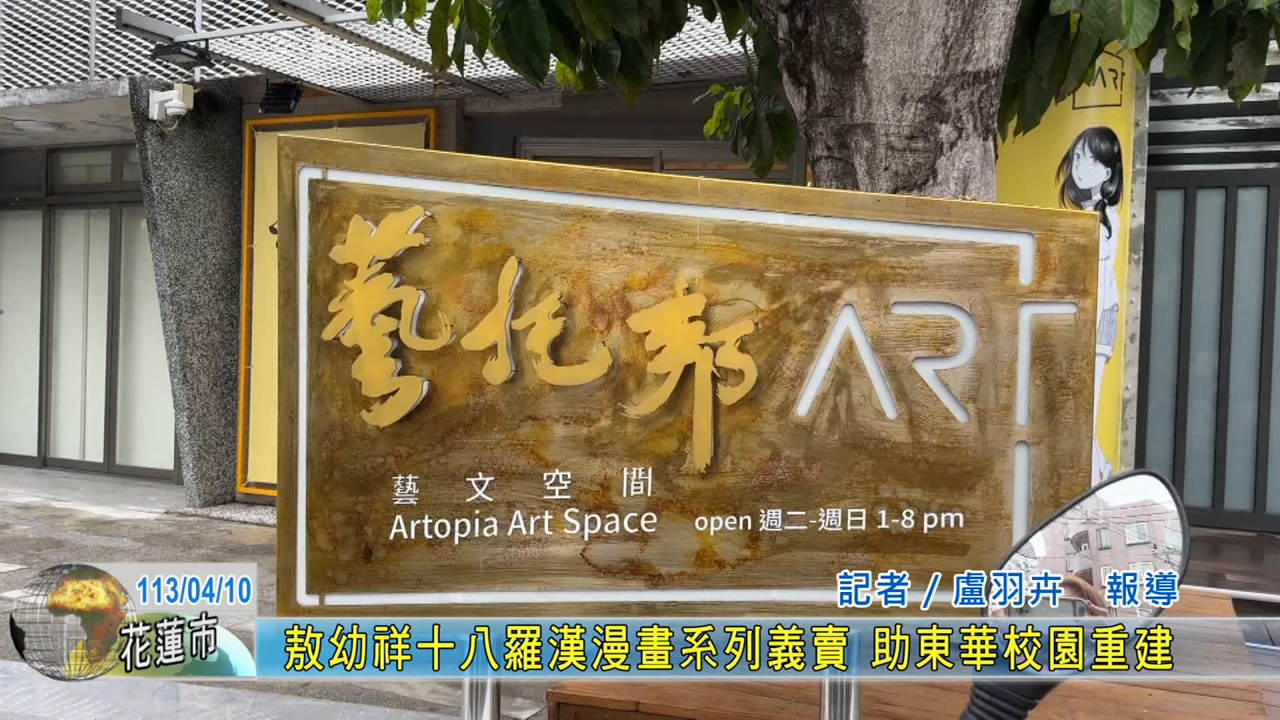 ART
藝托邦 ART
藝文空間
Artopia Art Space
open 週二-週日 1-8 pm
113/04/10
記者/盧羽卉 報導
花蓮市
敖幼祥十八羅漢漫畫系列義賣 助東華校園重建